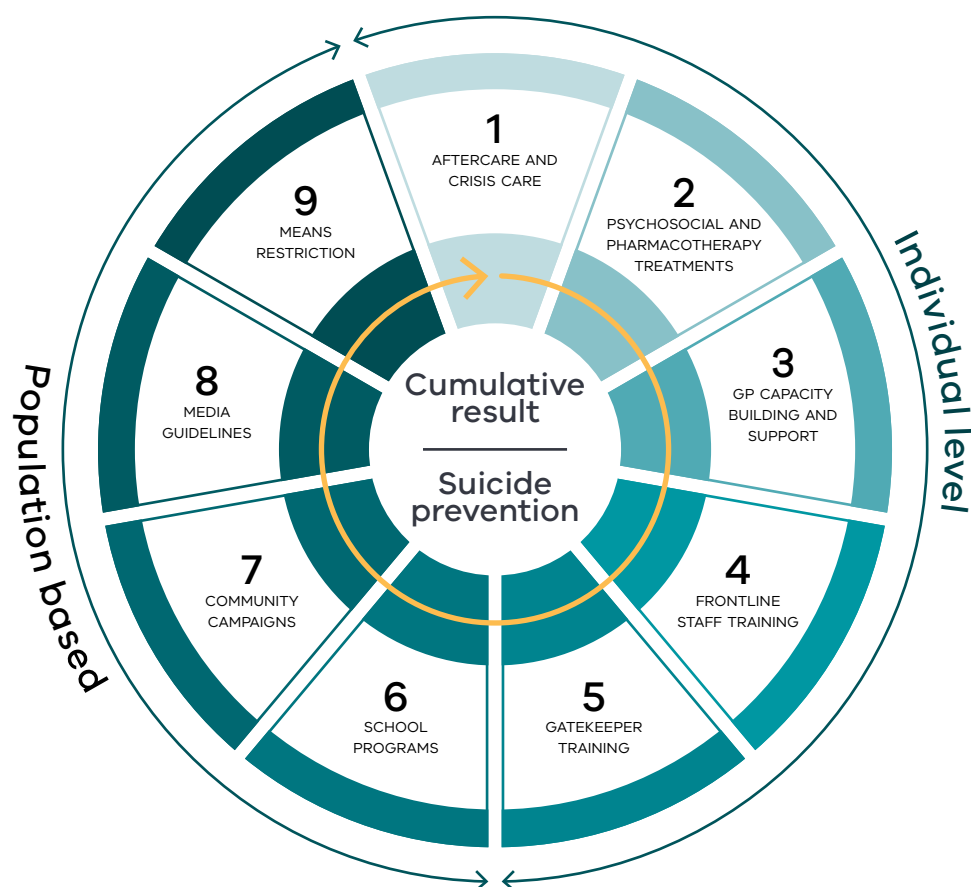 1
AFTERCARE AND
CRISIS CARE
2
PSYCHOSOCIAL AND
PHARMACOTHERAPY
TREATMENTS
3
GP CAPACITY
BUILDING AND
SUPPORT
4
FRONTLINE
STAFF TRAINING
5
GATEKEEPER
TRAINING
6
SCHOOL
PROGRAMS
7
COMMUNITY
CAMPAIGNS
8
MEDIA
GUIDELINES
9
MEANS
RESTRICTION
Cumulative
result
Suicide
prevention
Individual level
Population based